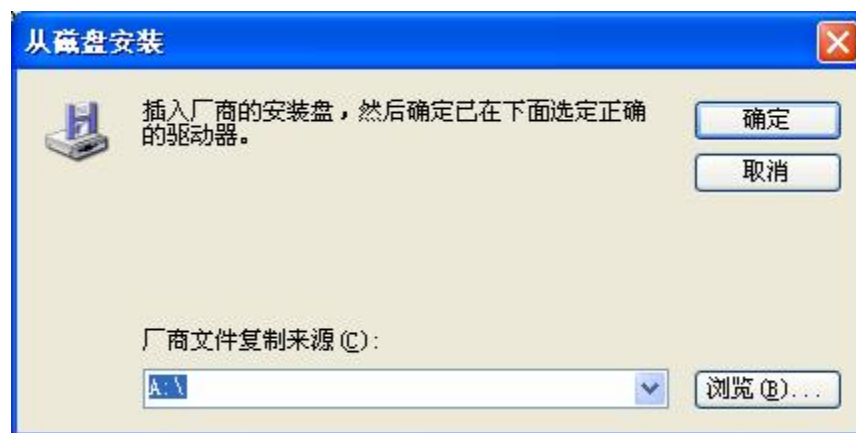 从磁盘安装
插入厂商的安装盘，然后确定已在下面选定正确
的驱动器。
确定
取消
厂商文件复制来源(C):
A:\
浏览(B)...